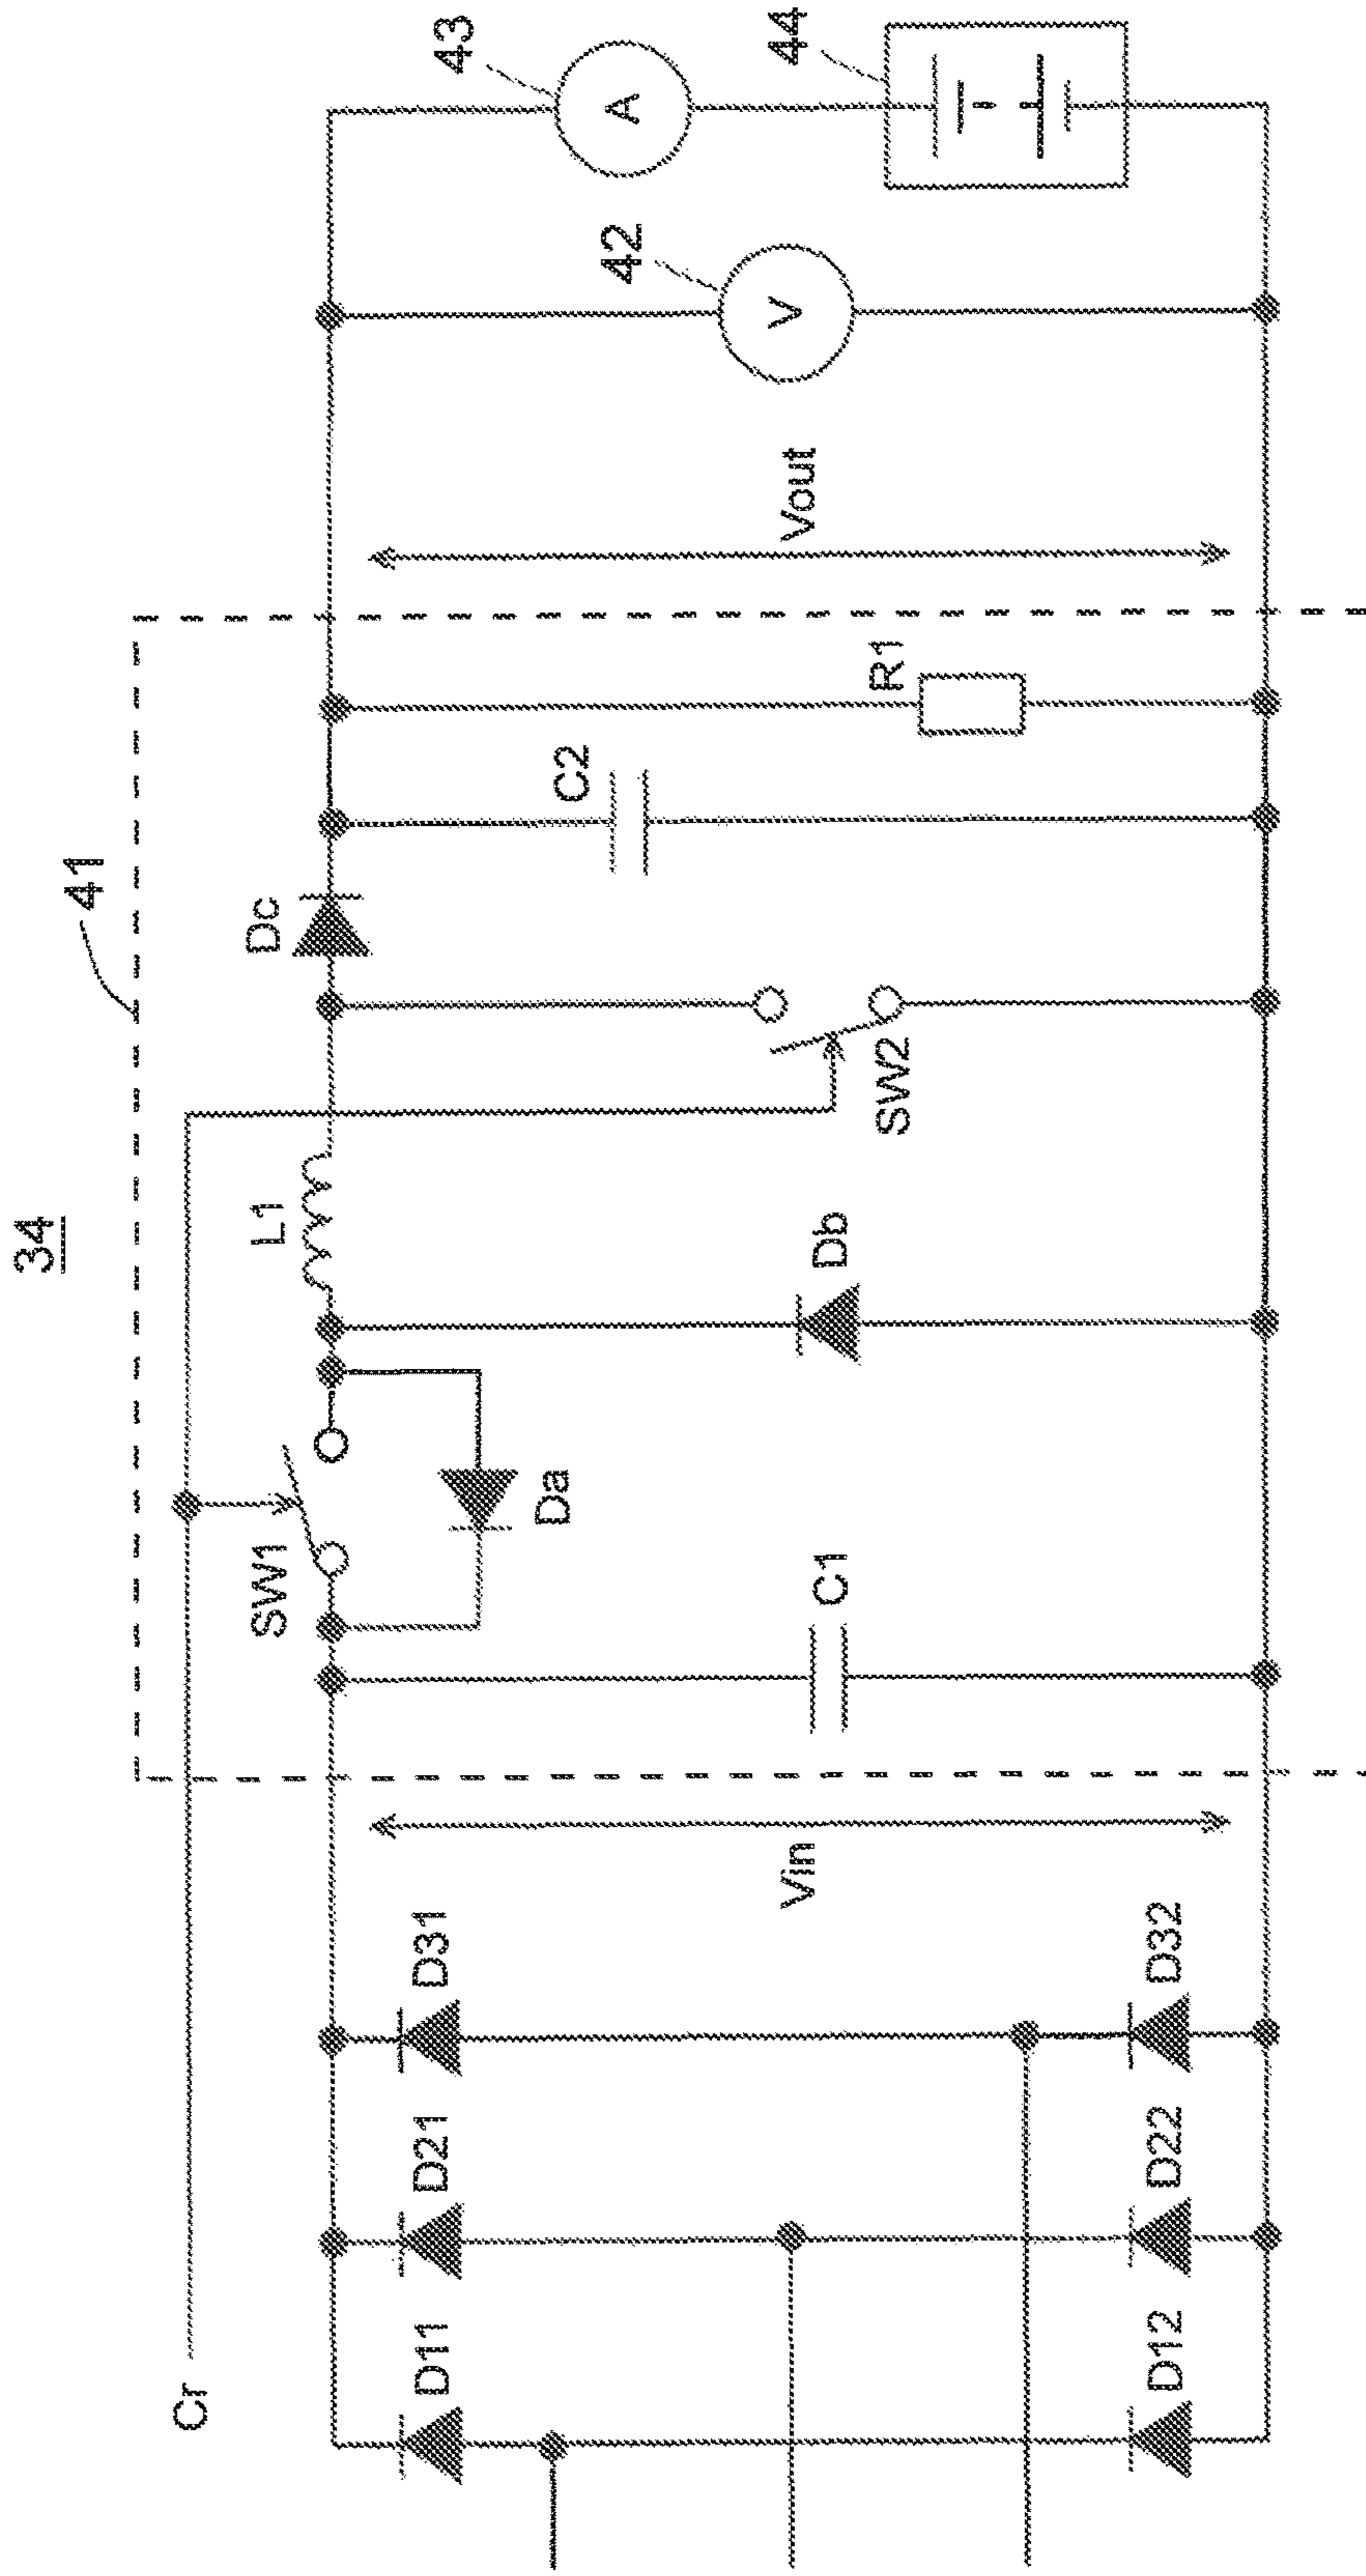 34
41
43
44
42
Cr
SW1
L1
Dc
C2
R1
Da
Db
SW2
C1
Vin
Vout
V
A
D11
D21
D31
D12
D22
D32